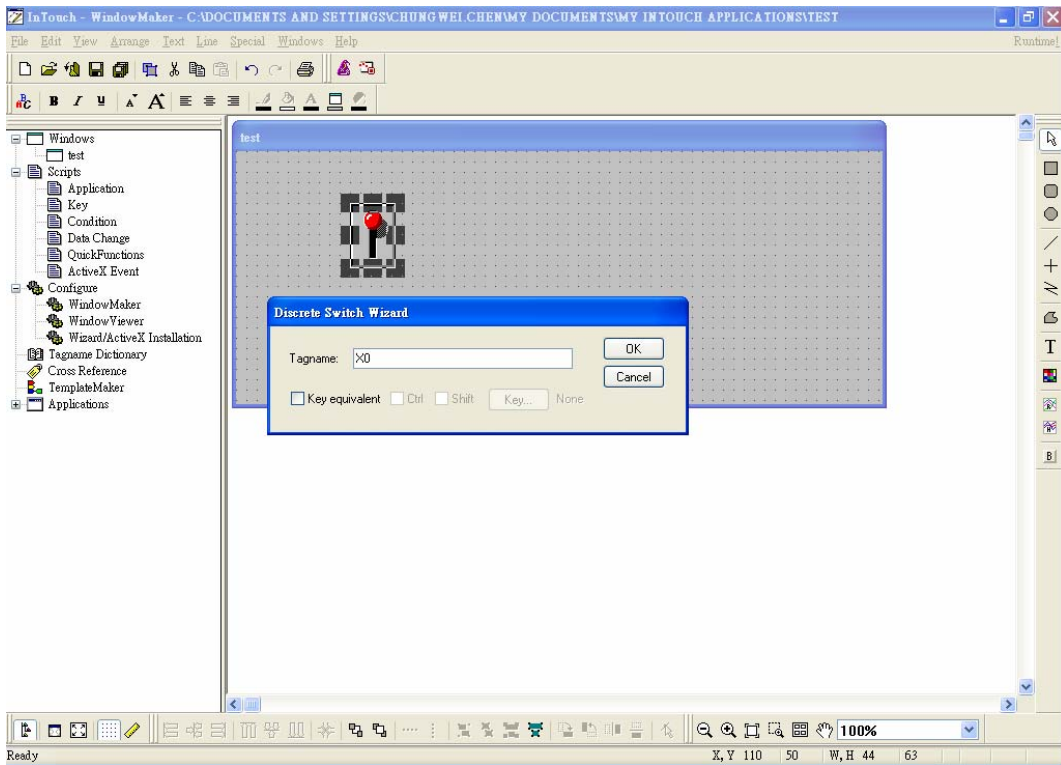 InTouch - WindowMaker - C:\DOCUMENTS AND SETTINGS\CHUNGWEI.CHEN\MY DOCUMENTS\MY INTOUCH APPLICATIONS\TEST
File Edit View Arrange Text Line Special Windows Help Runtime!
B I U A A
Windows
test
Scripts
Application
Key
Condition
Data Change
QuickFunctions
ActiveX Event
Configure
WindowMaker
WindowViewer
Wizard/ActiveX Installation
Tagname Dictionary
Cross Reference
TemplateMaker
Applications
test
Discrete Switch Wizard
Tagname: X0
OK
Cancel
Key equivalent Ctrl Shift Key... None
T
B
100%
Ready X, Y 110 50 W, H 44 63